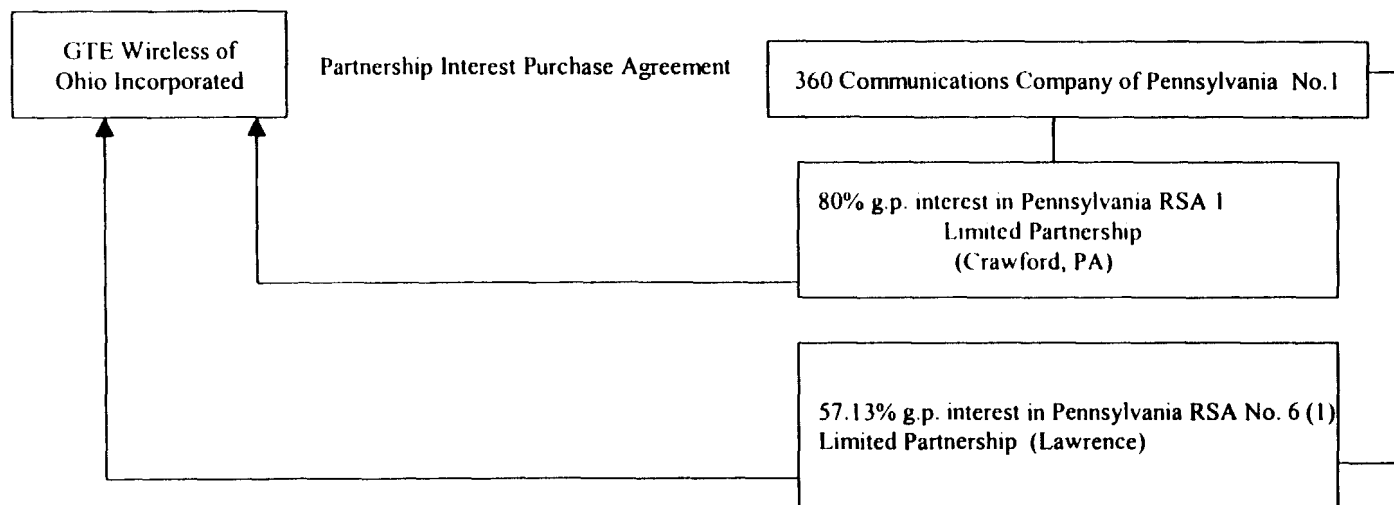 GTE Wireless of
Ohio Incorporated
Partnership Interest Purchase Agreement
360 Communications Company of Pennsylvania No.1
80% g.p. interest in Pennsylvania RSA 1
Limited Partnership
(Crawford, PA)
57.13% g.p. interest in Pennsylvania RSA No. 6 (1)
Limited Partnership (Lawrence)